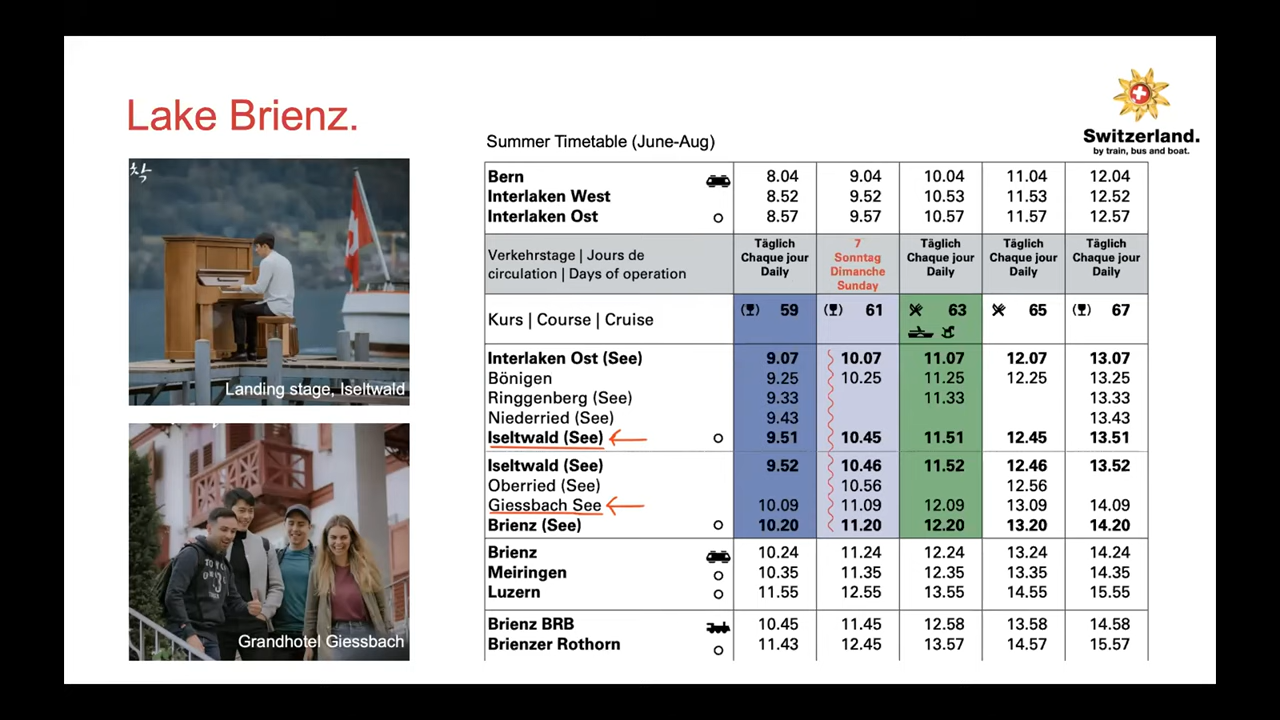 Lake Brienz.
Switzerland.
by train, bus and boat.
착
Landing stage, Iseltwald
Grandhotel Giessbach
Summer Timetable (June-Aug)
Bern 8.04 9.04 10.04 11.04 12.04
Interlaken West 8.52 9.52 10.53 11.53 12.52
Interlaken Ost 8.57 9.57 10.57 11.57 12.57
Verkehrstage | Jours de circulation | Days of operation
Täglich Chaque jour Daily
7 Sonntag Dimanche Sunday
Täglich Chaque jour Daily
Täglich Chaque jour Daily
Täglich Chaque jour Daily
Kurs | Course | Cruise 59 61 63 65 67
Interlaken Ost (See) 9.07 10.07 11.07 12.07 13.07
Bönigen 9.25 10.25 11.25 12.25 13.25
Ringgenberg (See) 9.33 11.33 13.33
Niederried (See) 9.43 13.43
Iseltwald (See) 9.51 10.45 11.51 12.45 13.51
Iseltwald (See) 9.52 10.46 11.52 12.46 13.52
Oberried (See) 10.56 12.56
Giessbach See 10.09 11.09 12.09 13.09 14.09
Brienz (See) 10.20 11.20 12.20 13.20 14.20
Brienz 10.24 11.24 12.24 13.24 14.24
Meiringen 10.35 11.35 12.35 13.35 14.35
Luzern 11.55 12.55 13.55 14.55 15.55
Brienz BRB 10.45 11.45 12.58 13.58 14.58
Brienzer Rothorn 11.43 12.45 13.57 14.57 15.57